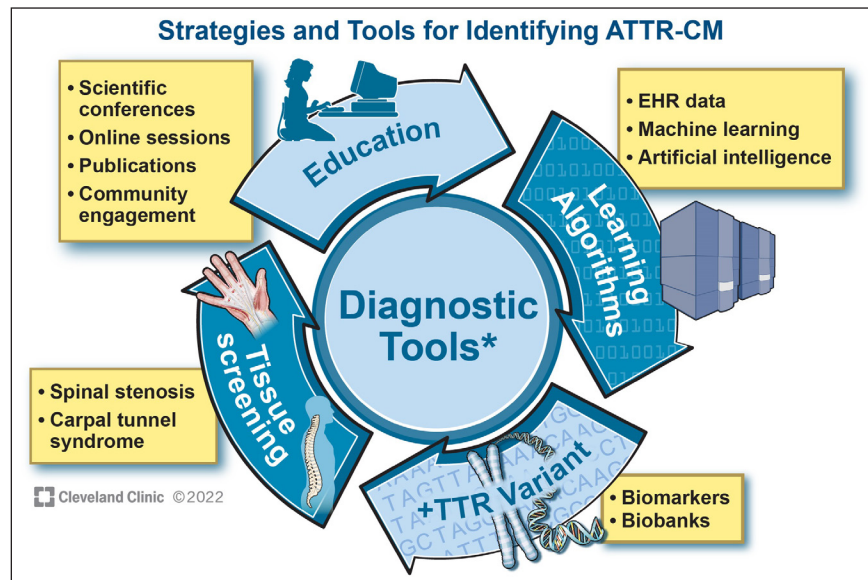 Strategies and Tools for Identifying ATTR-CM
• Scientific
conferences
• Online sessions
• Publications
• Community
engagement
Education
• EHR data
• Machine learning
• Artificial intelligence
Learning
Algorithms
Diagnostic
Tools*
Tissue
screening
• Spinal stenosis
• Carpal tunnel
syndrome
+TTR Variant
• Biomarkers
• Biobanks
Cleveland Clinic ©2022